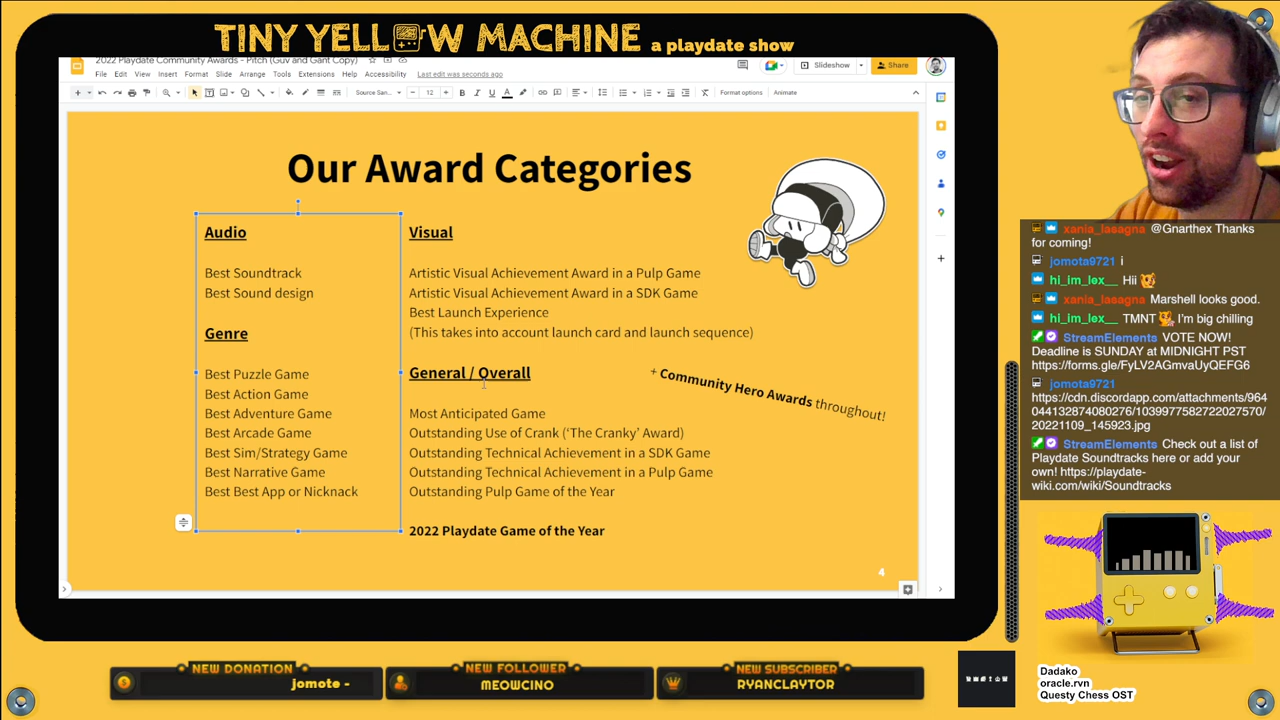 TINY YELLOW MACHINE a playdate show
2022 Playdate Community Awards - Pitch (Guv and Gant Copy)
File Edit View Insert Format Slide Arrange Tools Extensions Help Accessibility Last edit was seconds ago
Slideshow
Share
Source San...
12
Format options
Animate
Our Award Categories
Audio
Best Soundtrack
Best Sound design
Genre
Best Puzzle Game
Best Action Game
Best Adventure Game
Best Arcade Game
Best Sim/Strategy Game
Best Narrative Game
Best Best App or Nicknack
Visual
Artistic Visual Achievement Award in a Pulp Game
Artistic Visual Achievement Award in a SDK Game
Best Launch Experience
(This takes into account launch card and launch sequence)
General / Overall
Most Anticipated Game
Outstanding Use of Crank (‘The Cranky’ Award)
Outstanding Technical Achievement in a SDK Game
Outstanding Technical Achievement in a Pulp Game
Outstanding Pulp Game of the Year
2022 Playdate Game of the Year
+ Community Hero Awards throughout!
4
xania_lasagna @Gnarthex Thanks
for coming!
jomota9721 i
hi_im_lex__ Hii
xania_lasagna Marshell looks good.
hi_im_lex__ TMNT I'm big chilling
StreamElements VOTE NOW!
Deadline is SUNDAY at MIDNIGHT PST
https://forms.gle/FyLV2AGmvaUyQEFG6
jomota9721
https://cdn.discordapp.com/attachments/964
044132874080276/1039977582722027570/
20221109_145923.jpg
StreamElements Check out a list of
Playdate Soundtracks here or add your
own! https://playdate-
wiki.com/wiki/Soundtracks
NEW DONATION
jomote -
NEW FOLLOWER
MEOWCINO
NEW SUBSCRIBER
RYANCLAYTOR
Dadako
oracle.rvn
Questy Chess OST